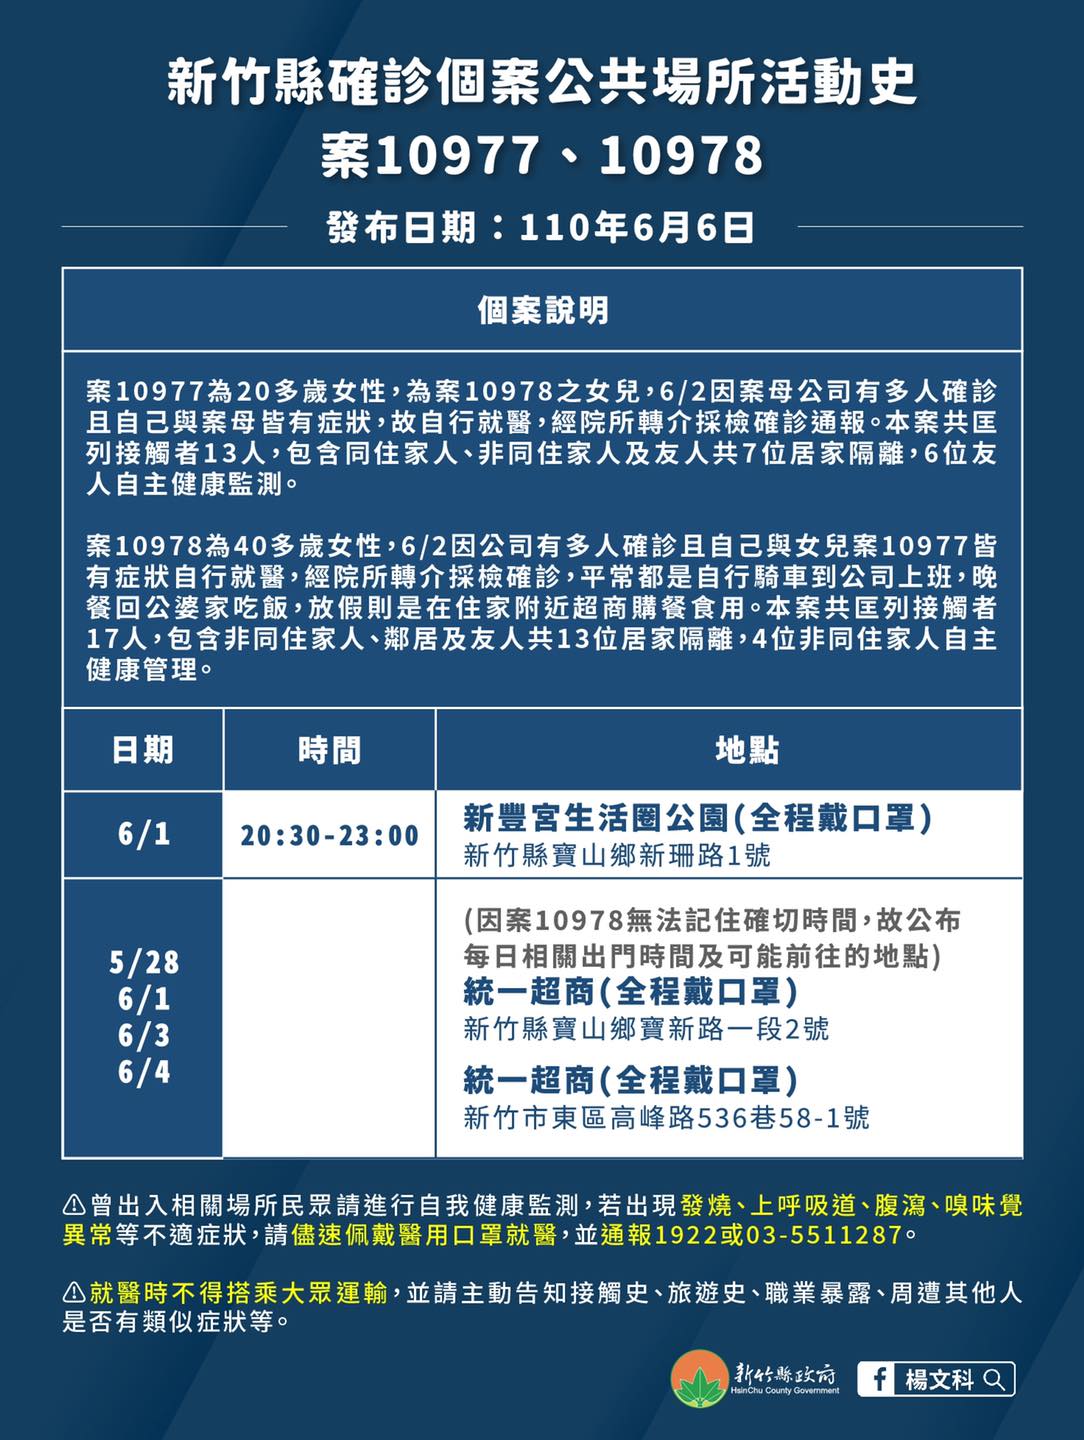 新竹縣確診個案公共場所活動史
案10977、10978
發布日期：110年6月6日
個案說明
案10977為20多歲女性，為案10978之女兒，6/2因案母公司有多人確診
且自己與案母皆有症狀，故自行就醫，經院所轉介採檢確診通報。本案共匡
列接觸者13人，包含同住家人、非同住家人及友人共7位居家隔離，6位友
人自主健康監測。
案10978為40多歲女性，6/2因公司有多人確診且自己與女兒案10977皆
有症狀自行就醫，經院所轉介採檢確診，平常都是自行騎車到公司上班，晚
餐回公婆家吃飯，放假則是在住家附近超商購餐食用。本案共匡列接觸者
17人，包含非同住家人、鄰居及友人共13位居家隔離，4位非同住家人自主
健康管理。
日期 時間 地點
6/1 20:30-23:00 新豐宮生活圈公園(全程戴口罩)
新竹縣寶山鄉新珊路1號
5/28
6/1
6/3
6/4
(因案10978無法記住確切時間，故公布
每日相關出門時間及可能前往的地點)
統一超商(全程戴口罩)
新竹縣寶山鄉寶新路一段2號
統一超商(全程戴口罩)
新竹市東區高峰路536巷58-1號
⚠曾出入相關場所民眾請進行自我健康監測，若出現發燒、上呼吸道、腹瀉、嗅味覺
異常等不適症狀，請儘速佩戴醫用口罩就醫，並通報1922或03-5511287。
⚠就醫時不得搭乘大眾運輸，並請主動告知接觸史、旅遊史、職業暴露、周遭其他人
是否有類似症狀等。
新竹縣政府
HsinChu County Government
f 楊文科